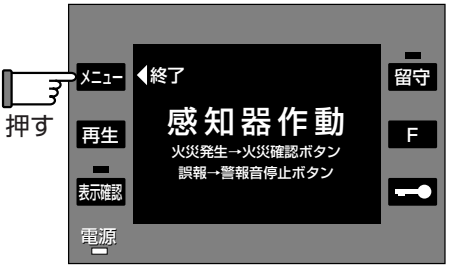 メニュー
◀終了
留守
押す
感知器作動
再生
F
火災発生→火災確認ボタン
誤報→警報音停止ボタン
表示確認
電源